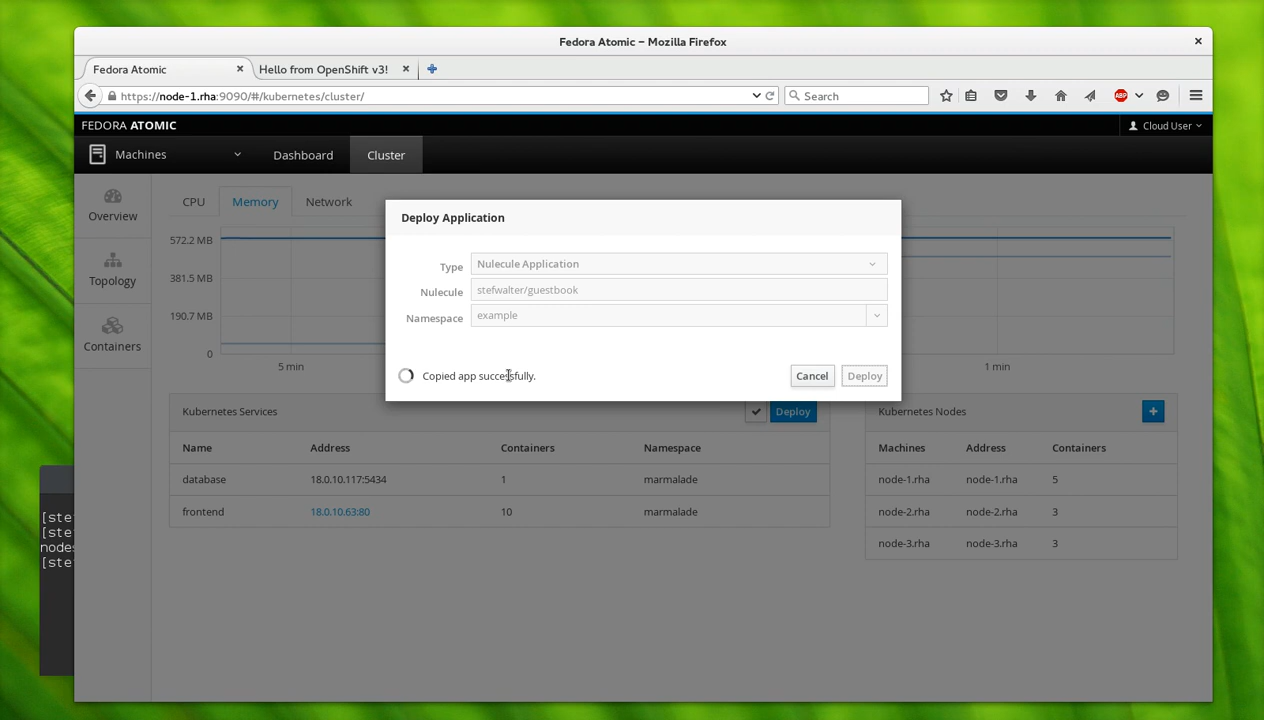 Fedora Atomic – Mozilla Firefox
Fedora Atomic
Hello from OpenShift v3!
https://node-1.rha:9090/#/kubernetes/cluster/
Search
ABP
FEDORA ATOMIC
Cloud User
Machines
Dashboard
Cluster
Overview
Topology
Containers
CPU
Memory
Network
572.2 MB
381.5 MB
190.7 MB
0
5 min
1 min
Deploy Application
Type
Nulecule Application
Nulecule
stefwalter/guestbook
Namespace
example
Copied app successfully.
Cancel
Deploy
Kubernetes Services
Deploy
Name Address Containers Namespace
database 18.0.10.117:5434 1 marmalade
frontend 18.0.10.63:80 10 marmalade
Kubernetes Nodes
Machines Address Containers
node-1.rha node-1.rha 5
node-2.rha node-2.rha 3
node-3.rha node-3.rha 3
[ste
[ste
nodes
[ste